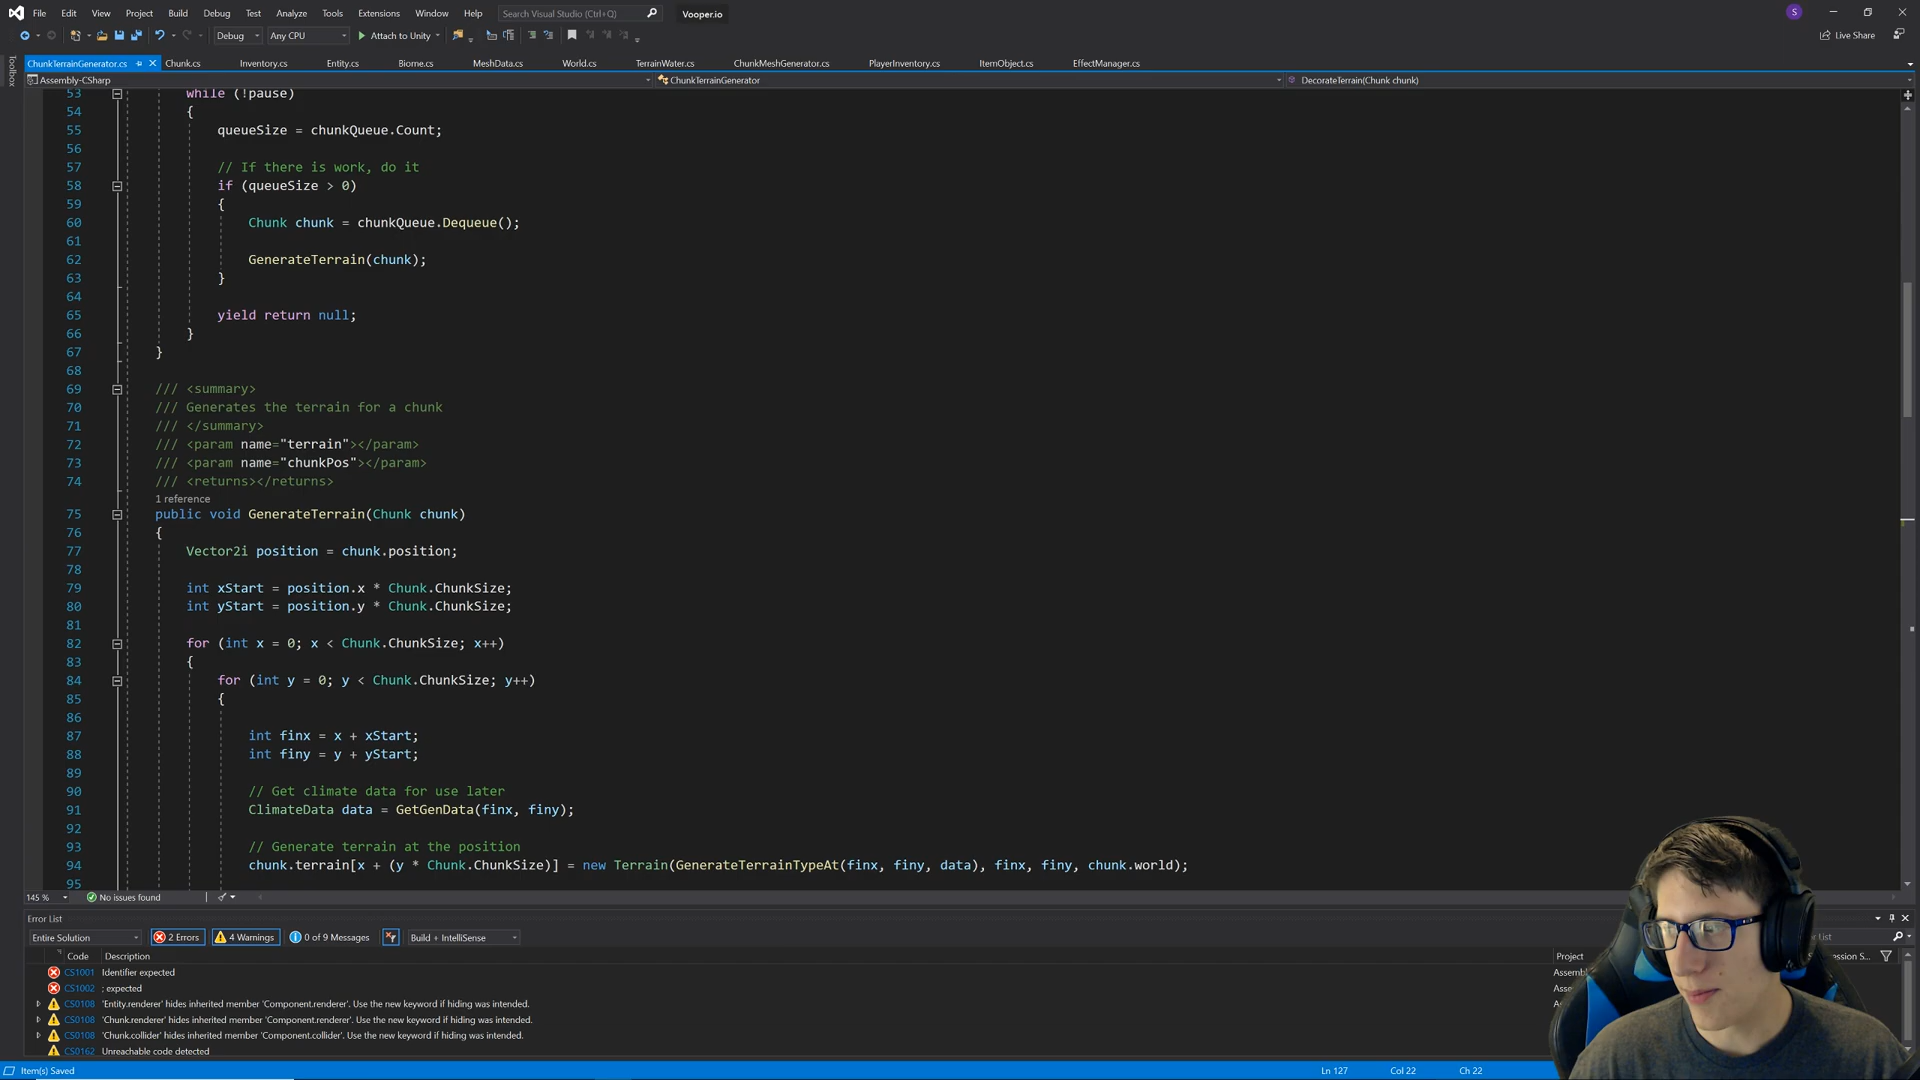 File Edit View Project Build Debug Test Analyze Tools Extensions Window Help Search Visual Studio (Ctrl+Q) Vooper.io S
Debug Any CPU Attach to Unity Live Share
Toolbox
ChunkTerrainGenerator.cs Chunk.cs Inventory.cs Entity.cs Biome.cs MeshData.cs World.cs TerrainWater.cs ChunkMeshGenerator.cs PlayerInventory.cs ItemObject.cs EffectManager.cs
Assembly-CSharp ChunkTerrainGenerator DecorateTerrain(Chunk chunk)
53 while (!pause)
54 {
55 queueSize = chunkQueue.Count;
56
57 // If there is work, do it
58 if (queueSize > 0)
59 {
60 Chunk chunk = chunkQueue.Dequeue();
61
62 GenerateTerrain(chunk);
63 }
64
65 yield return null;
66 }
67 }
68
69 /// <summary>
70 /// Generates the terrain for a chunk
71 /// </summary>
72 /// <param name="terrain"></param>
73 /// <param name="chunkPos"></param>
74 /// <returns></returns>
1 reference
75 public void GenerateTerrain(Chunk chunk)
76 {
77 Vector2i position = chunk.position;
78
79 int xStart = position.x * Chunk.ChunkSize;
80 int yStart = position.y * Chunk.ChunkSize;
81
82 for (int x = 0; x < Chunk.ChunkSize; x++)
83 {
84 for (int y = 0; y < Chunk.ChunkSize; y++)
85 {
86
87 int finx = x + xStart;
88 int finy = y + yStart;
89
90 // Get climate data for use later
91 ClimateData data = GetGenData(finx, finy);
92
93 // Generate terrain at the position
94 chunk.terrain[x + (y * Chunk.ChunkSize)] = new Terrain(GenerateTerrainTypeAt(finx, finy, data), finx, finy, chunk.world);
95
145 % No issues found
Error List
Entire Solution 2 Errors 4 Warnings 0 of 9 Messages Build + IntelliSense
Code Description Project
CS1001 Identifier expected
CS1002 ; expected
CS0108 'Entity.renderer' hides inherited member 'Component.renderer'. Use the new keyword if hiding was intended.
CS0108 'Chunk.renderer' hides inherited member 'Component.renderer'. Use the new keyword if hiding was intended.
CS0108 'Chunk.collider' hides inherited member 'Component.collider'. Use the new keyword if hiding was intended.
CS0162 Unreachable code detected
Item(s) Saved Ln 127 Col 22 Ch 22